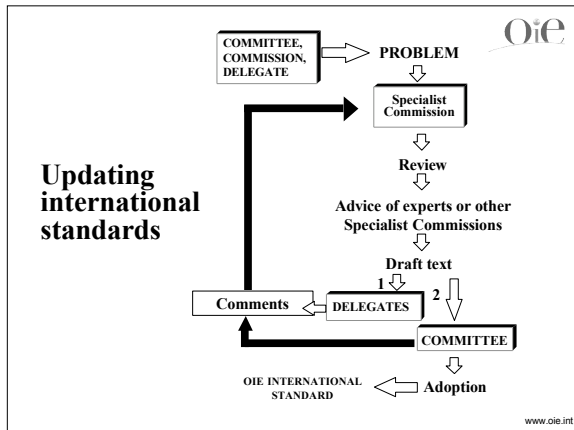 OiE
COMMITTEE,
COMMISSION,
DELEGATE
PROBLEM
Specialist
Commission
Review
Updating
international
standards
Advice of experts or other
Specialist Commissions
Draft text
1
2
Comments
DELEGATES
COMMITTEE
OIE INTERNATIONAL
STANDARD
Adoption
www.oie.int